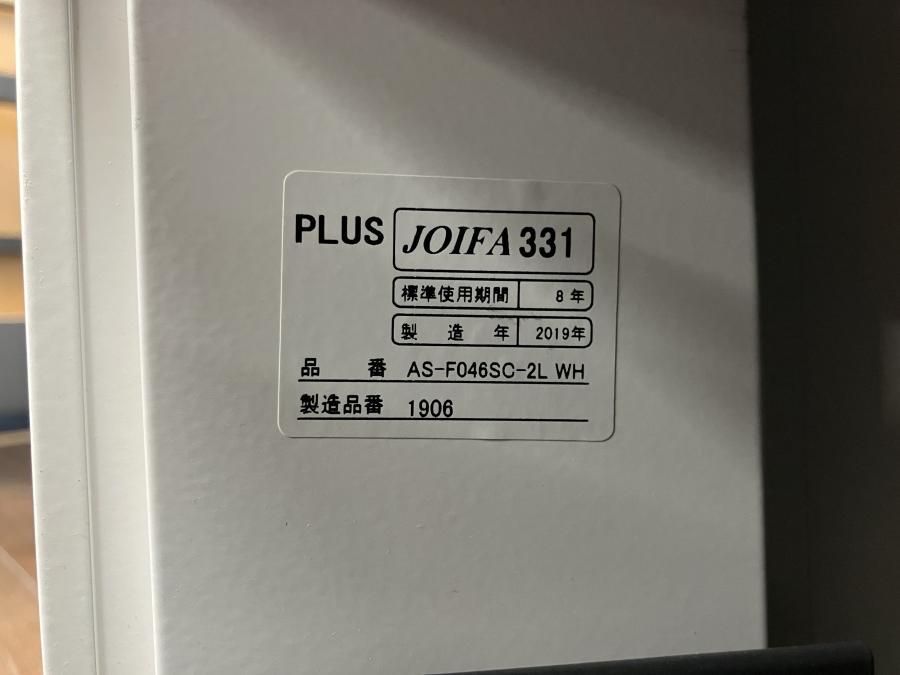 PLUS JOIFA 331
標準使用期間 8年
製造年 2019年
品番 AS-F046SC-2L WH
製造品番 1906